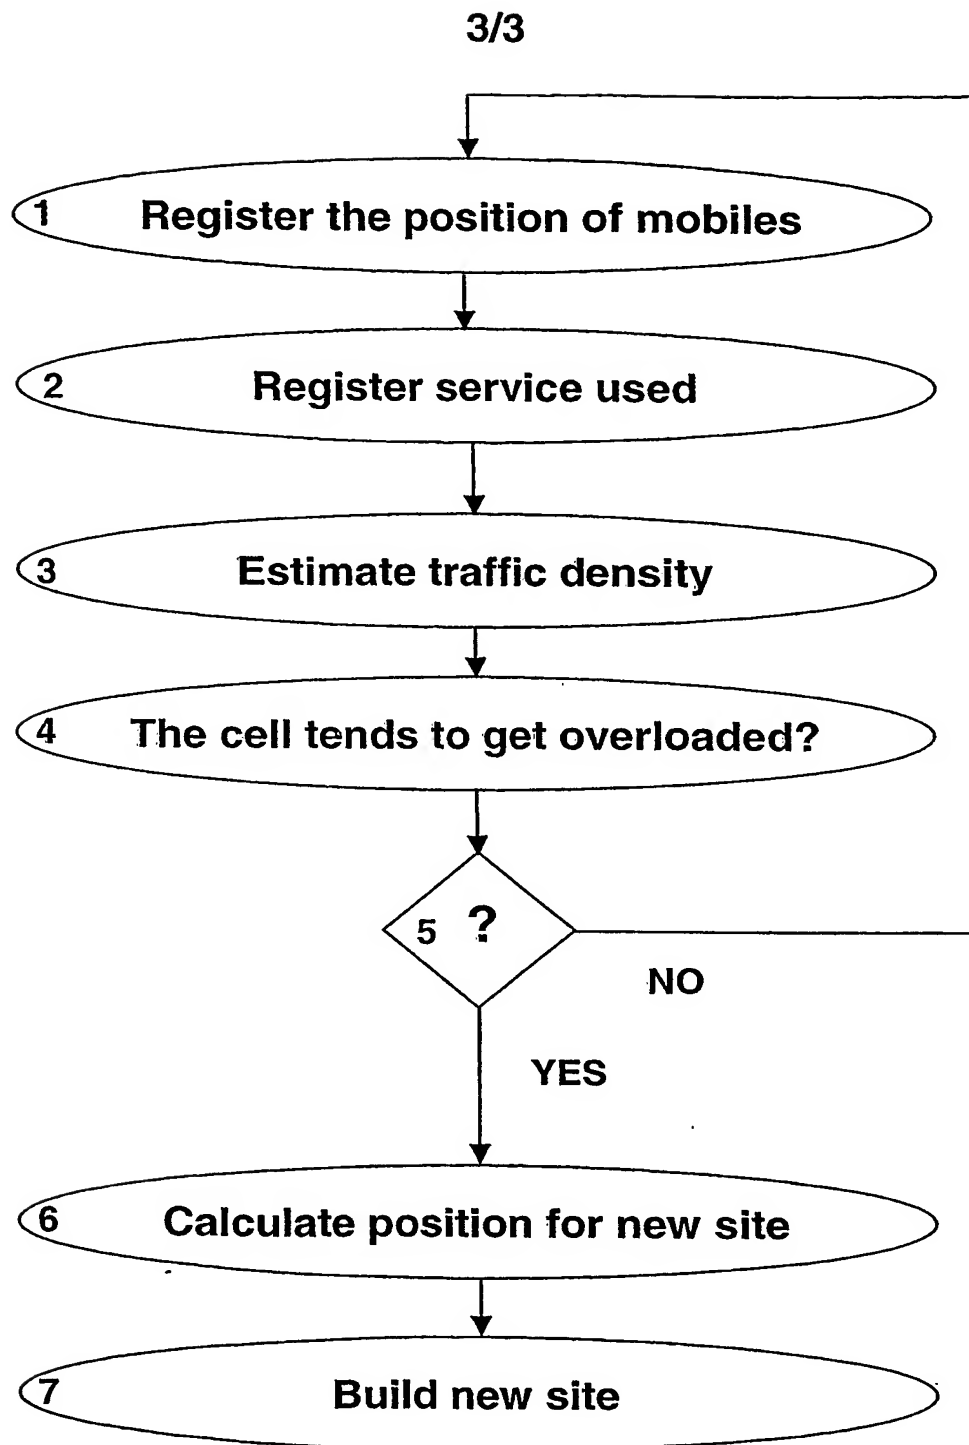 3/3
1 Register the position of mobiles
2 Register service used
3 Estimate traffic density
4 The cell tends to get overloaded?
5 ?
NO
YES
6 Calculate position for new site
7 Build new site